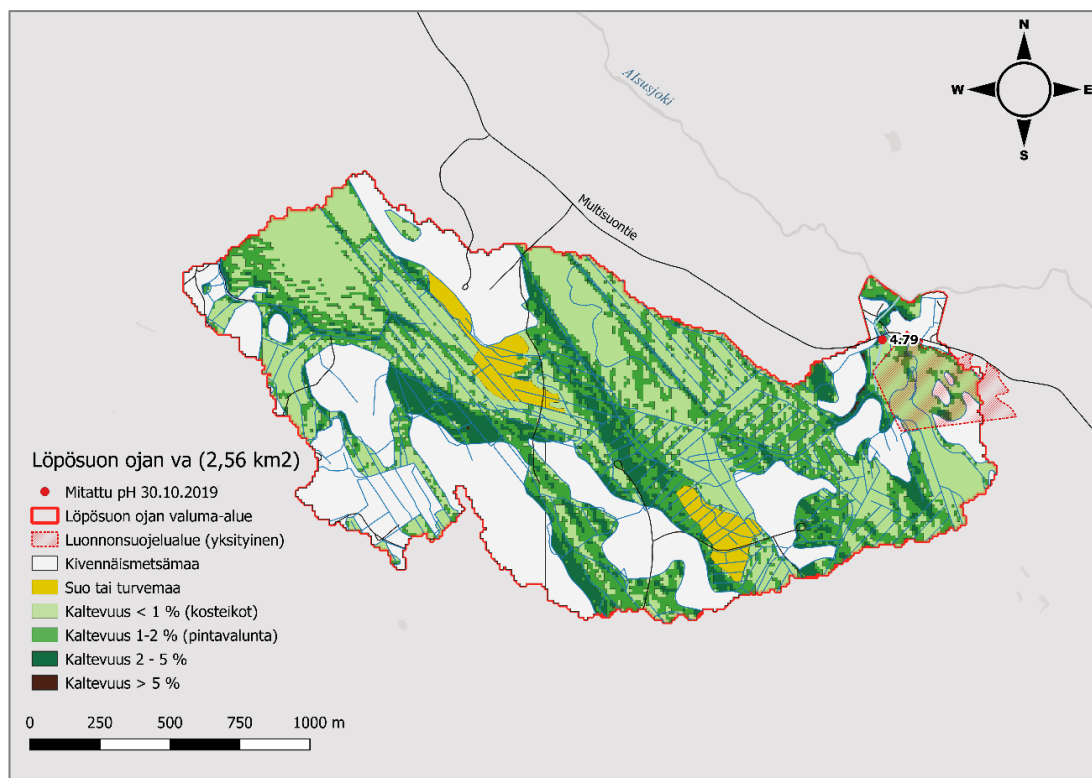 N
W E
S
Alsusjoki
Multisuontie
4.79
Löpösuon ojan va (2,56 km2)
Mitattu pH 30.10.2019
Löpösuon ojan valuma-alue
Luonnonsuojelualue (yksityinen)
Kivennäismetsämaa
Suo tai turvemaa
Kaltevuus < 1 % (kosteikot)
Kaltevuus 1-2 % (pintavalunta)
Kaltevuus 2 - 5 %
Kaltevuus > 5 %
0 250 500 750 1000 m